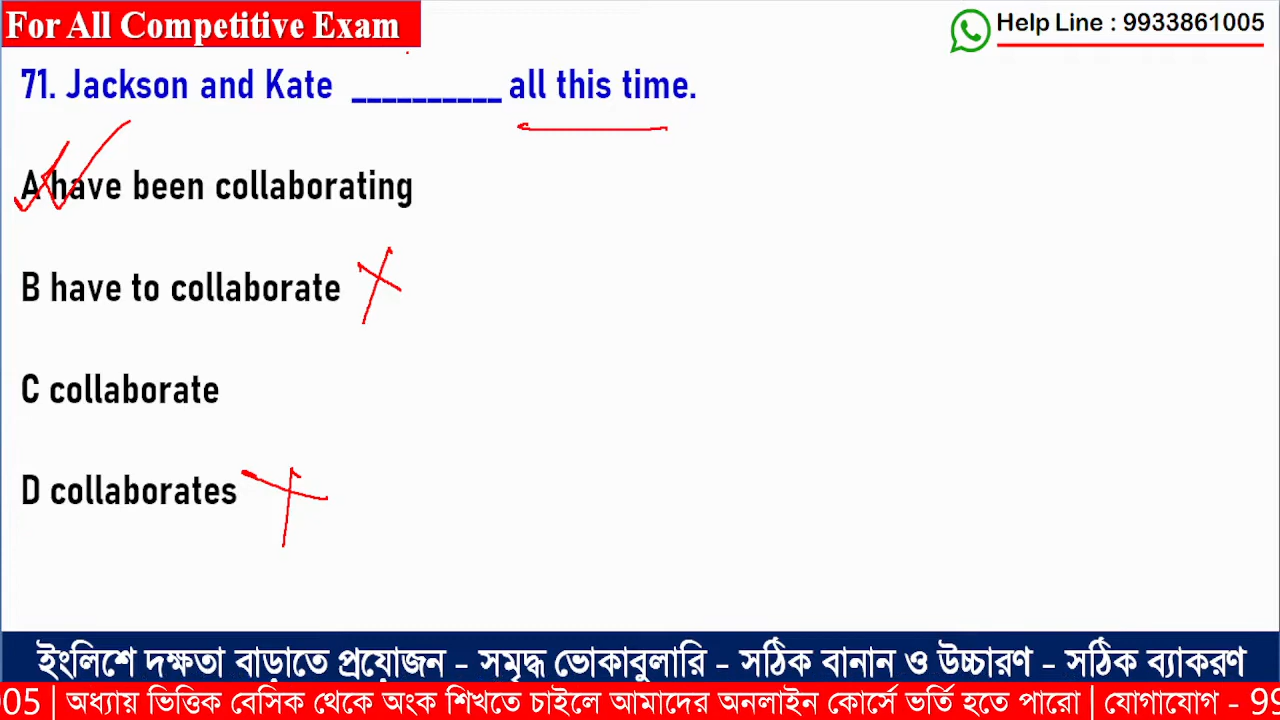 For All Competitive Exam
Help Line : 9933861005
71. Jackson and Kate __________ all this time.
A have been collaborating
B have to collaborate
C collaborate
D collaborates
ইংলিশে দক্ষতা বাড়াতে প্রয়োজন - সমৃদ্ধ ভোকাবুলারি - সঠিক বানান ও উচ্চারণ - সঠিক ব্যাকরণ
005 | অধ্যায় ভিত্তিক বেসিক থেকে অংক শিখতে চাইলে আমাদের অনলাইন কোর্সে ভর্তি হতে পারো | যোগাযোগ - 99